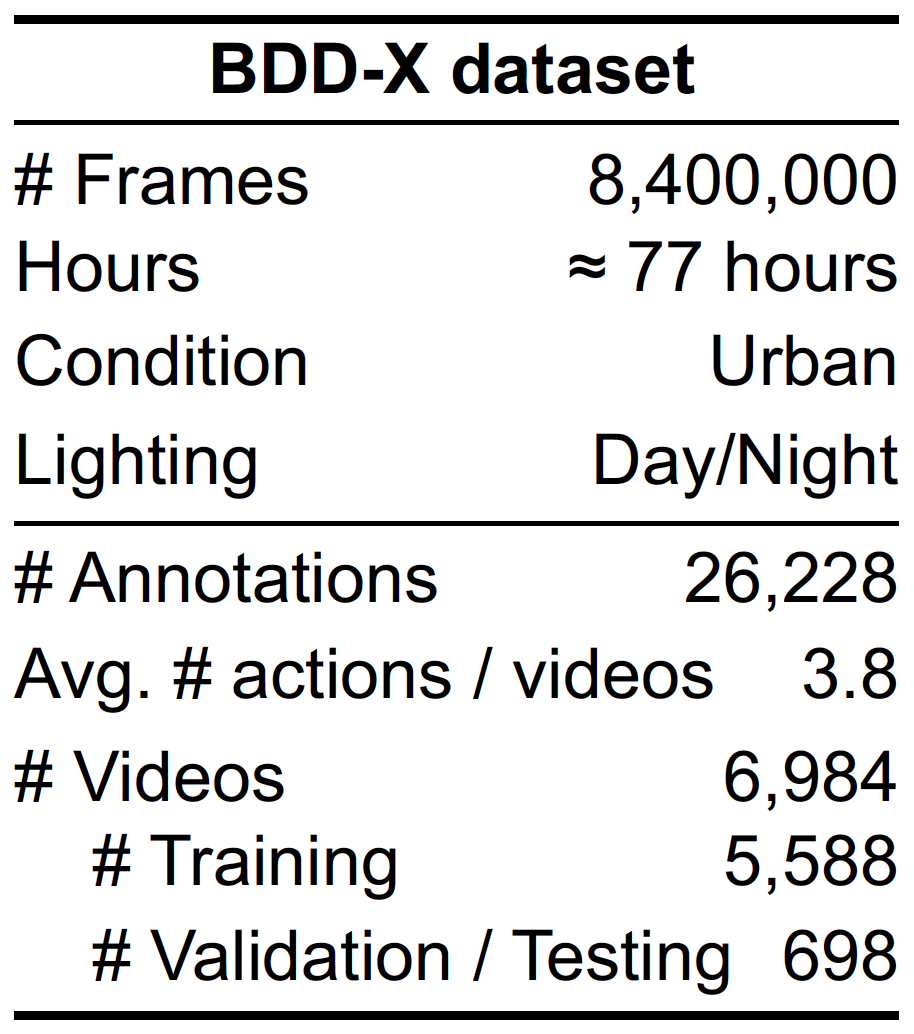 BDD-X dataset
# Frames 8,400,000
Hours ≈ 77 hours
Condition Urban
Lighting Day/Night
# Annotations 26,228
Avg. # actions / videos 3.8
# Videos 6,984
# Training 5,588
# Validation / Testing 698